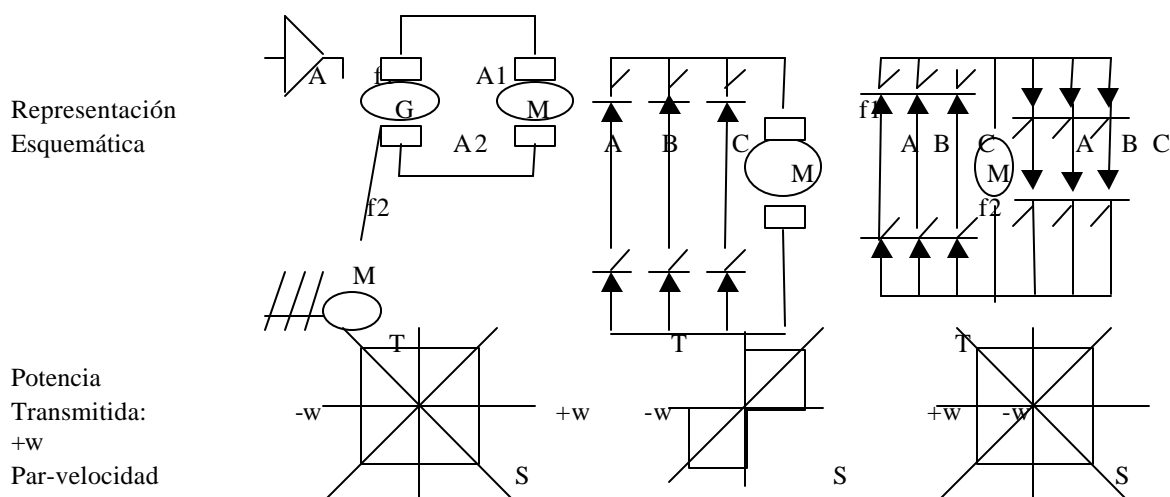 A f1 A1
Representación G M f1
Esquemática A2 A B C A B C A B C
M M
f2 f2
M
T T T
Potencia
Transmitida: -w +w -w +w -w
+w
Par-velocidad S S S